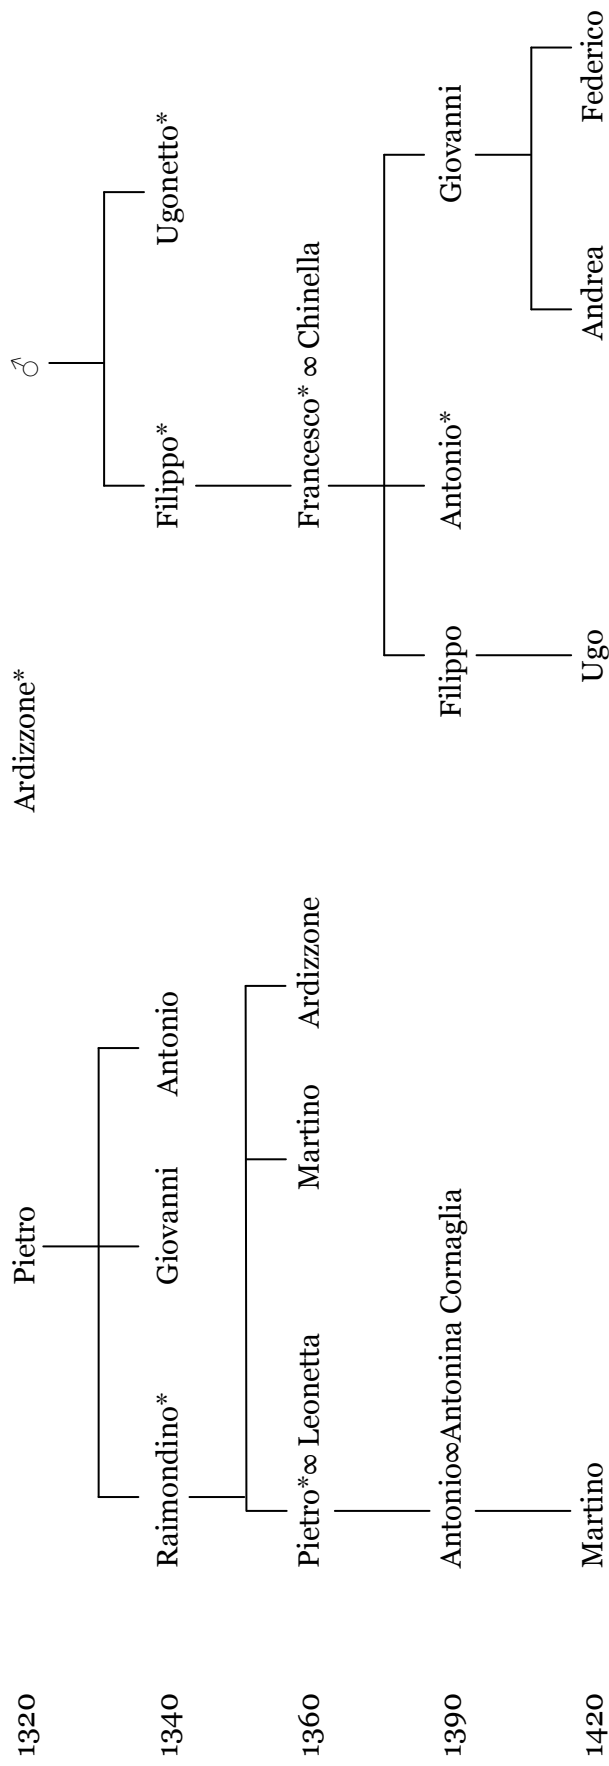 1320 Pietro Ardizzone* ♂
1340 Raimondino* Giovanni Antonio Filippo* Ugonetto*
1360 Pietro*∞ Leonetta Martino Ardizzone Francesco* ∞ Chinella
1390 Antonio∞Antonina Cornaglia Filippo Antonio* Giovanni
1420 Martino Ugo Andrea Federico